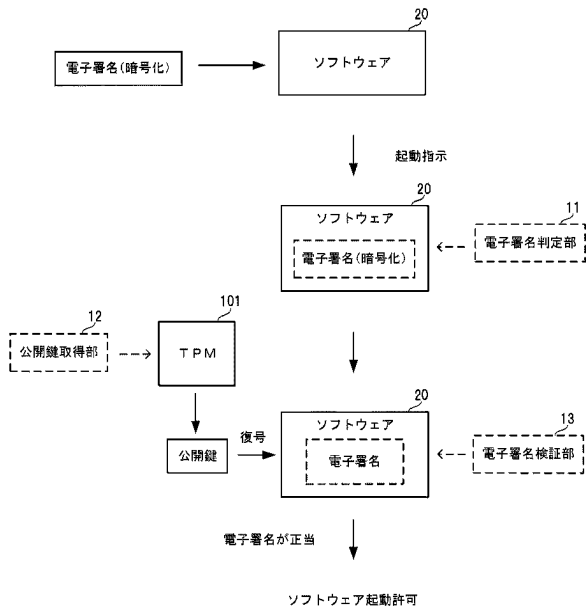 20
電子署名(暗号化)
ソフトウェア
起動指示
20
ソフトウェア
11
電子署名(暗号化)
電子署名判定部
12
101
公開鍵取得部
TPM
20
ソフトウェア
13
復号
公開鍵
電子署名
電子署名検証部
電子署名が正当
ソフトウェア起動許可